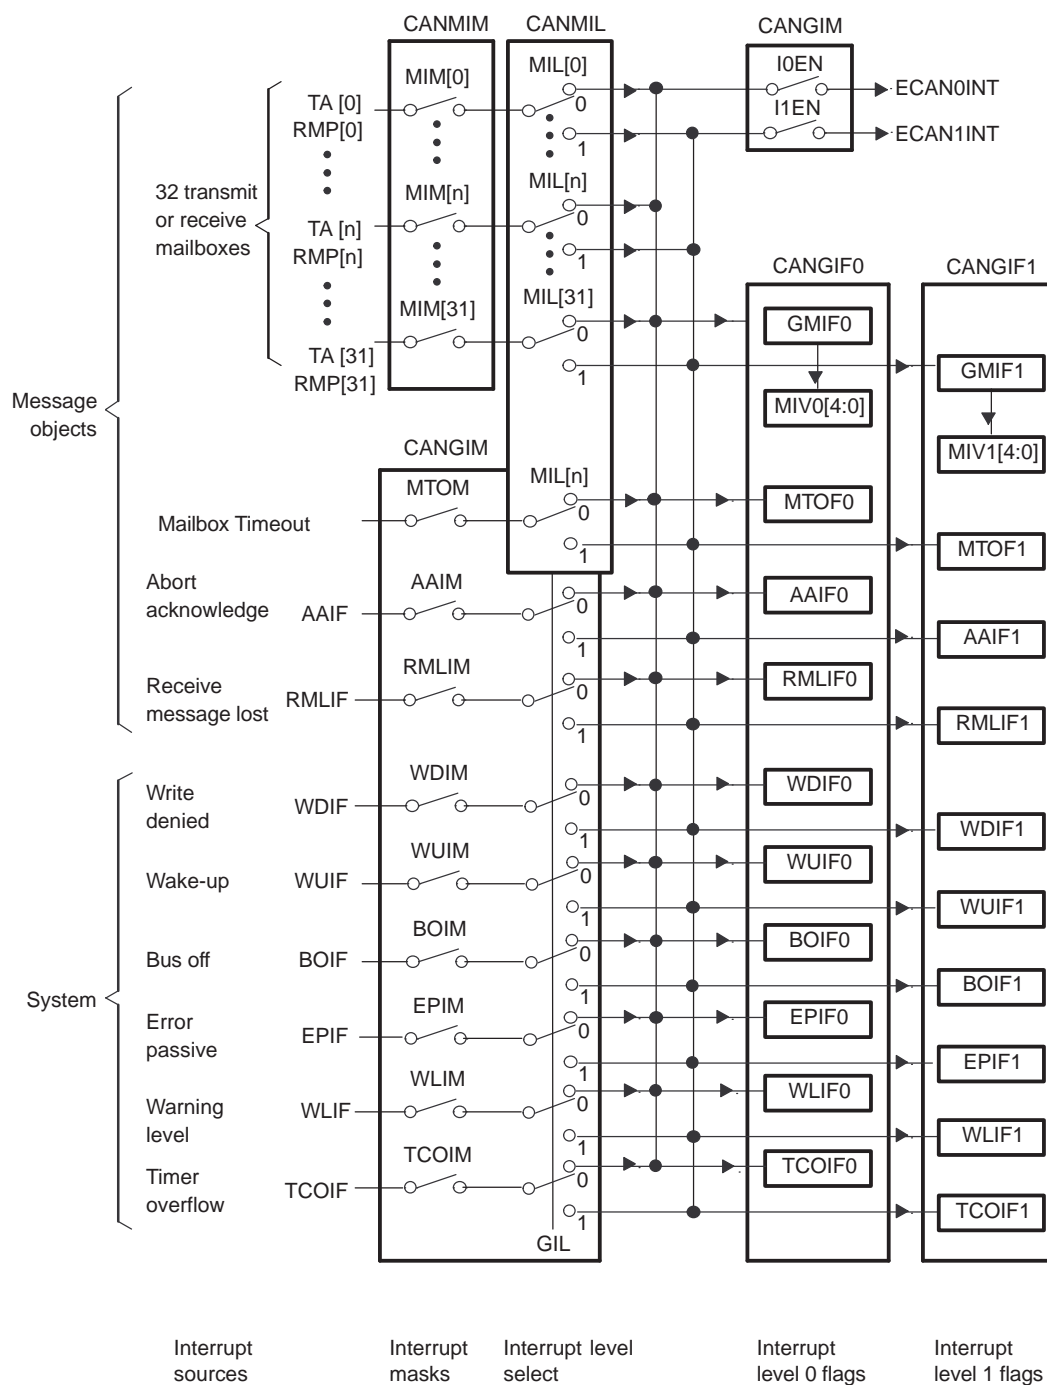 CANMIM
CANMIL
CANGIM
MIM[0]
MIL[0]
I0EN
ECAN0INT
TA [0]
RMP[0]
0
I1EN
ECAN1INT
1
32 transmit
or receive
mailboxes
MIM[n]
MIL[n]
TA [n]
RMP[n]
0
1
CANGIF0
CANGIF1
MIM[31]
MIL[31]
TA [31]
RMP[31]
0
1
GMIF0
GMIF1
MIV0[4:0]
MIV1[4:0]
Message
objects
CANGIM
MTOM
MIL[n]
Mailbox Timeout
0
1
MTOF0
MTOF1
Abort
acknowledge
AAIF
AAIM
0
1
AAIF0
AAIF1
Receive
message lost
RMLIF
RMLIM
0
1
RMLIF0
RMLIF1
System
Write
denied
WDIF
WDIM
0
1
WDIF0
WDIF1
Wake-up
WUIF
WUIM
0
1
WUIF0
WUIF1
Bus off
BOIF
BOIM
0
1
BOIF0
BOIF1
Error
passive
EPIF
EPIM
0
1
EPIF0
EPIF1
Warning
level
WLIF
WLIM
0
1
WLIF0
WLIF1
Timer
overflow
TCOIF
TCOIM
0
1
TCOIF0
TCOIF1
GIL
Interrupt
sources
Interrupt
masks
Interrupt level
select
Interrupt
level 0 flags
Interrupt
level 1 flags